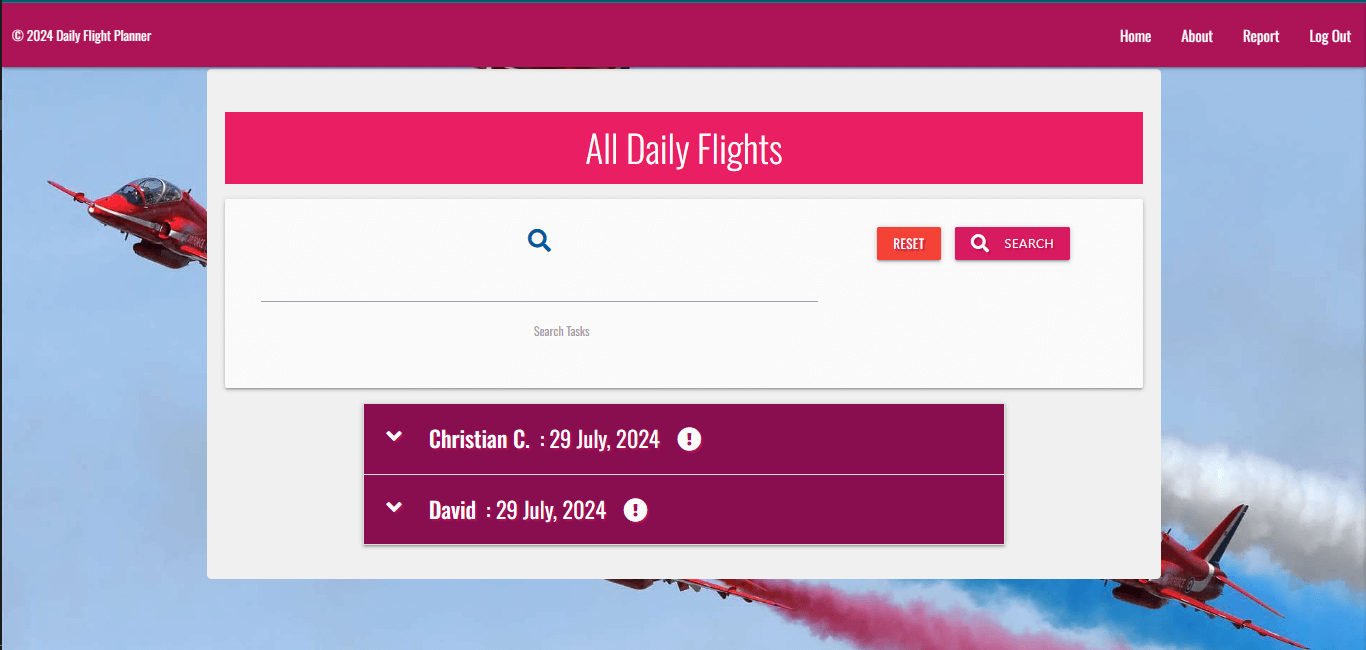 © 2024 Daily Flight Planner
Home About Report Log Out
All Daily Flights
RESET SEARCH
Search Tasks
Christian C. : 29 July, 2024
David : 29 July, 2024